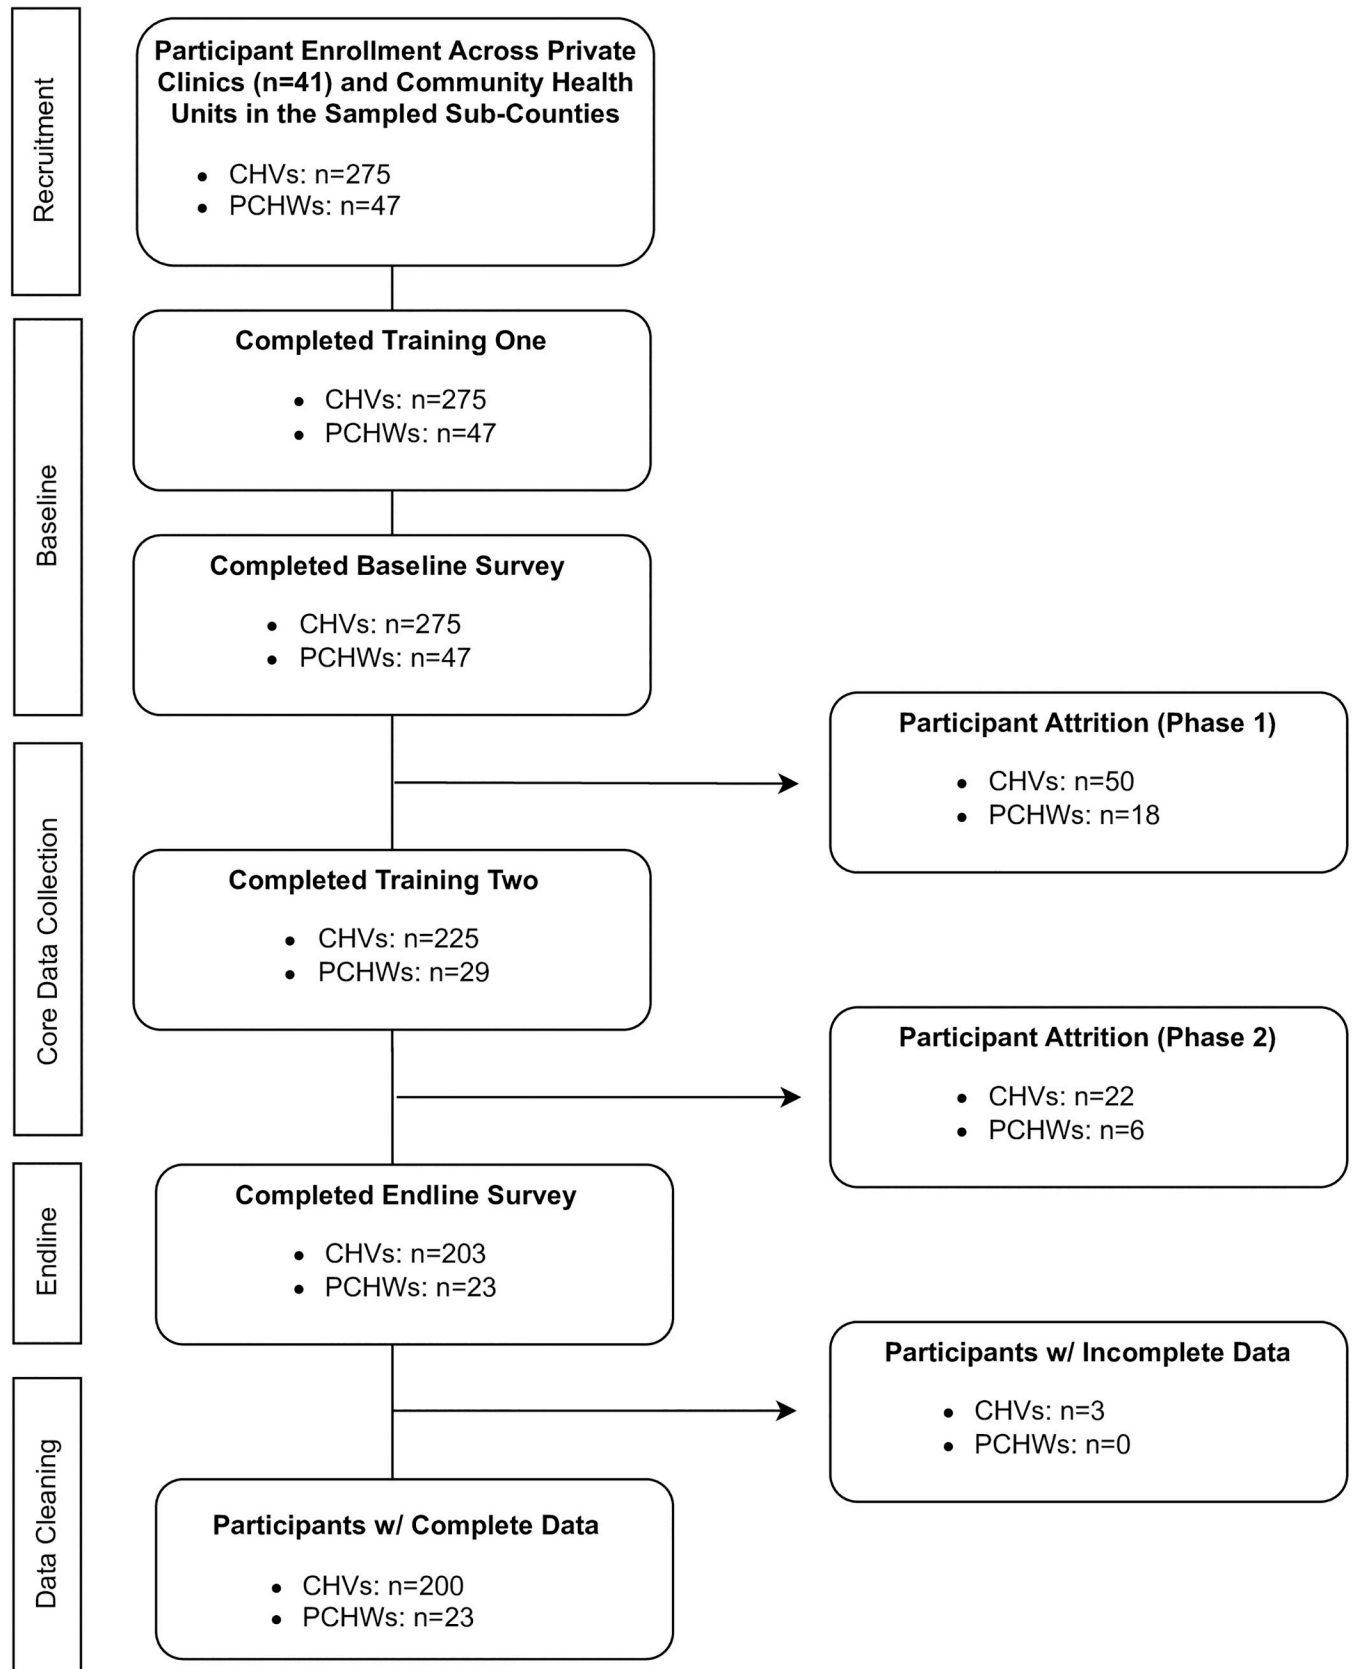 Recruitment
Participant Enrollment Across Private
Clinics (n=41) and Community Health
Units in the Sampled Sub-Counties
• CHVs: n=275
• PCHWs: n=47
Baseline
Completed Training One
• CHVs: n=275
• PCHWs: n=47
Completed Baseline Survey
• CHVs: n=275
• PCHWs: n=47
Participant Attrition (Phase 1)
• CHVs: n=50
• PCHWs: n=18
Core Data Collection
Completed Training Two
• CHVs: n=225
• PCHWs: n=29
Participant Attrition (Phase 2)
• CHVs: n=22
• PCHWs: n=6
Endline
Completed Endline Survey
• CHVs: n=203
• PCHWs: n=23
Participants w/ Incomplete Data
• CHVs: n=3
• PCHWs: n=0
Data Cleaning
Participants w/ Complete Data
• CHVs: n=200
• PCHWs: n=23